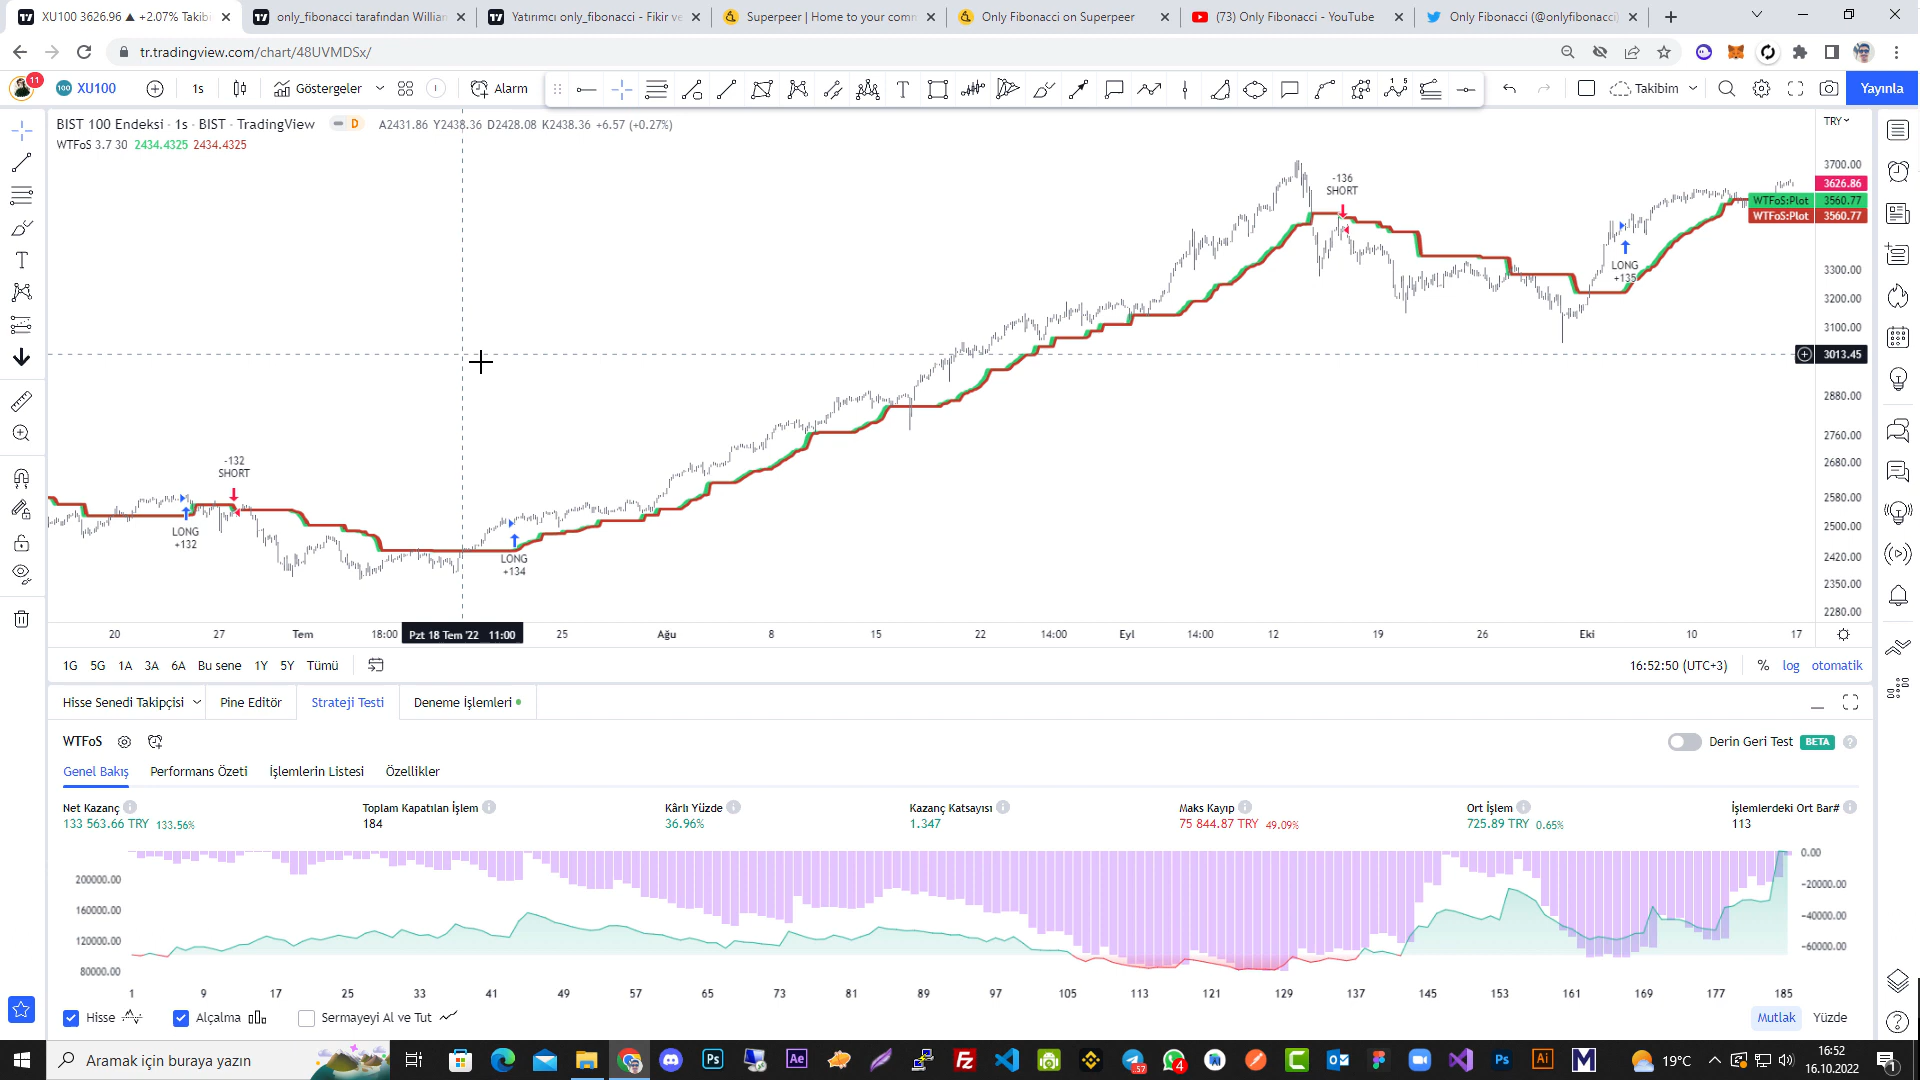 XU100 3626.96 ▲ +2.07% Takibi
only_fibonacci tarafından Willian
Yatırımcı only_fibonacci - Fikir ve
Superpeer | Home to your comm
Only Fibonacci on Superpeer
(73) Only Fibonacci - YouTube
Only Fibonacci (@onlyfibonacci)
tr.tradingview.com/chart/48UVMDSx/
11
100 XU100
1s
Göstergeler
Alarm
Takibim
Yayınla
BIST 100 Endeksi · 1s · BIST · TradingView
D
A2431.86 Y2438.36 D2428.08 K2438.36 +6.57 (+0.27%)
WTFoS 3.7 30 2434.4325 2434.4325
TRY
3700.00
3626.86
WTFoS:Plot 3560.77
WTFoS:Plot 3560.77
3300.00
3200.00
3100.00
3013.45
2880.00
2760.00
2680.00
2580.00
2500.00
2420.00
2350.00
2280.00
-136
SHORT
LONG
+135
-132
SHORT
LONG
+132
LONG
+134
20 27 Tem 18:00 Pzt 18 Tem '22 11:00 25 Ağu 8 15 22 14:00 Eyl 14:00 12 19 26 Eki 10 17
1G 5G 1A 3A 6A Bu sene 1Y 5Y Tümü
16:52:50 (UTC+3) % log otomatik
Hisse Senedi Takipçisi Pine Editör Strateji Testi Deneme İşlemleri
WTFoS
Derin Geri Test BETA
Genel Bakış Performans Özeti İşlemlerin Listesi Özellikler
Net Kazanç Toplam Kapatılan İşlem Kârlı Yüzde Kazanç Katsayısı Maks Kayıp Ort İşlem İşlemlerdeki Ort Bar#
133 563.66 TRY 133.56% 184 36.96% 1.347 75 844.87 TRY 49.09% 725.89 TRY 0.65% 113
200000.00
160000.00
120000.00
80000.00
0.00
-20000.00
-40000.00
-60000.00
1 9 17 25 33 41 49 57 65 73 81 89 97 105 113 121 129 137 145 153 161 169 177 185
Hisse Alçalma Sermayeyi Al ve Tut
Mutlak Yüzde
Aramak için buraya yazın
19°C
16:52
16.10.2022